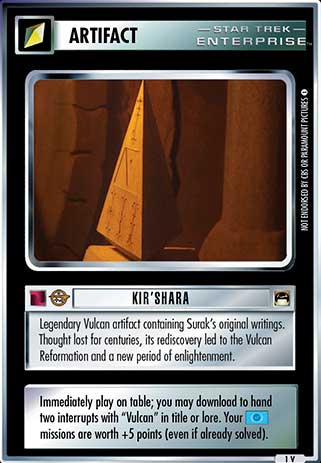 ARTIFACT
STAR TREK
ENTERPRISE™
NOT ENDORSED BY CBS OR PARAMOUNT PICTURES
KIR'SHARA
Legendary Vulcan artifact containing Surak's original writings.
Thought lost for centuries, its rediscovery led to the Vulcan
Reformation and a new period of enlightenment.
Immediately play on table; you may download to hand
two interrupts with "Vulcan" in title or lore. Your
missions are worth +5 points (even if already solved).
1 V